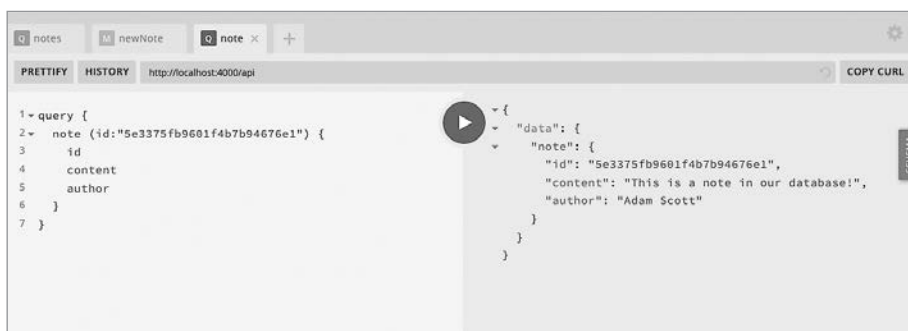 Q notes M newNote Q note × +
PRETTIFY HISTORY http://localhost:4000/api COPY CURL
1 query {
2 note (id:"5e3375fb9601f4b7b94676e1") {
3 id
4 content
5 author
6 }
7 }
{
"data": {
"note": {
"id": "5e3375fb9601f4b7b94676e1",
"content": "This is a note in our database!",
"author": "Adam Scott"
}
}
}